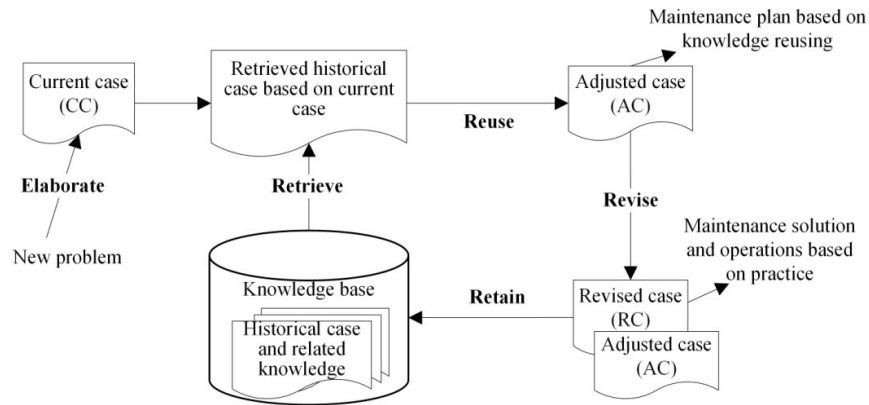 Maintenance plan based on
knowledge reusing
Current case
(CC)
Retrieved historical
case based on current
case
Adjusted case
(AC)
Reuse
Elaborate
Retrieve
Revise
New problem
Maintenance solution
and operations based
on practice
Knowledge base
Historical case
and related
knowledge
Retain
Revised case
(RC)
Adjusted case
(AC)